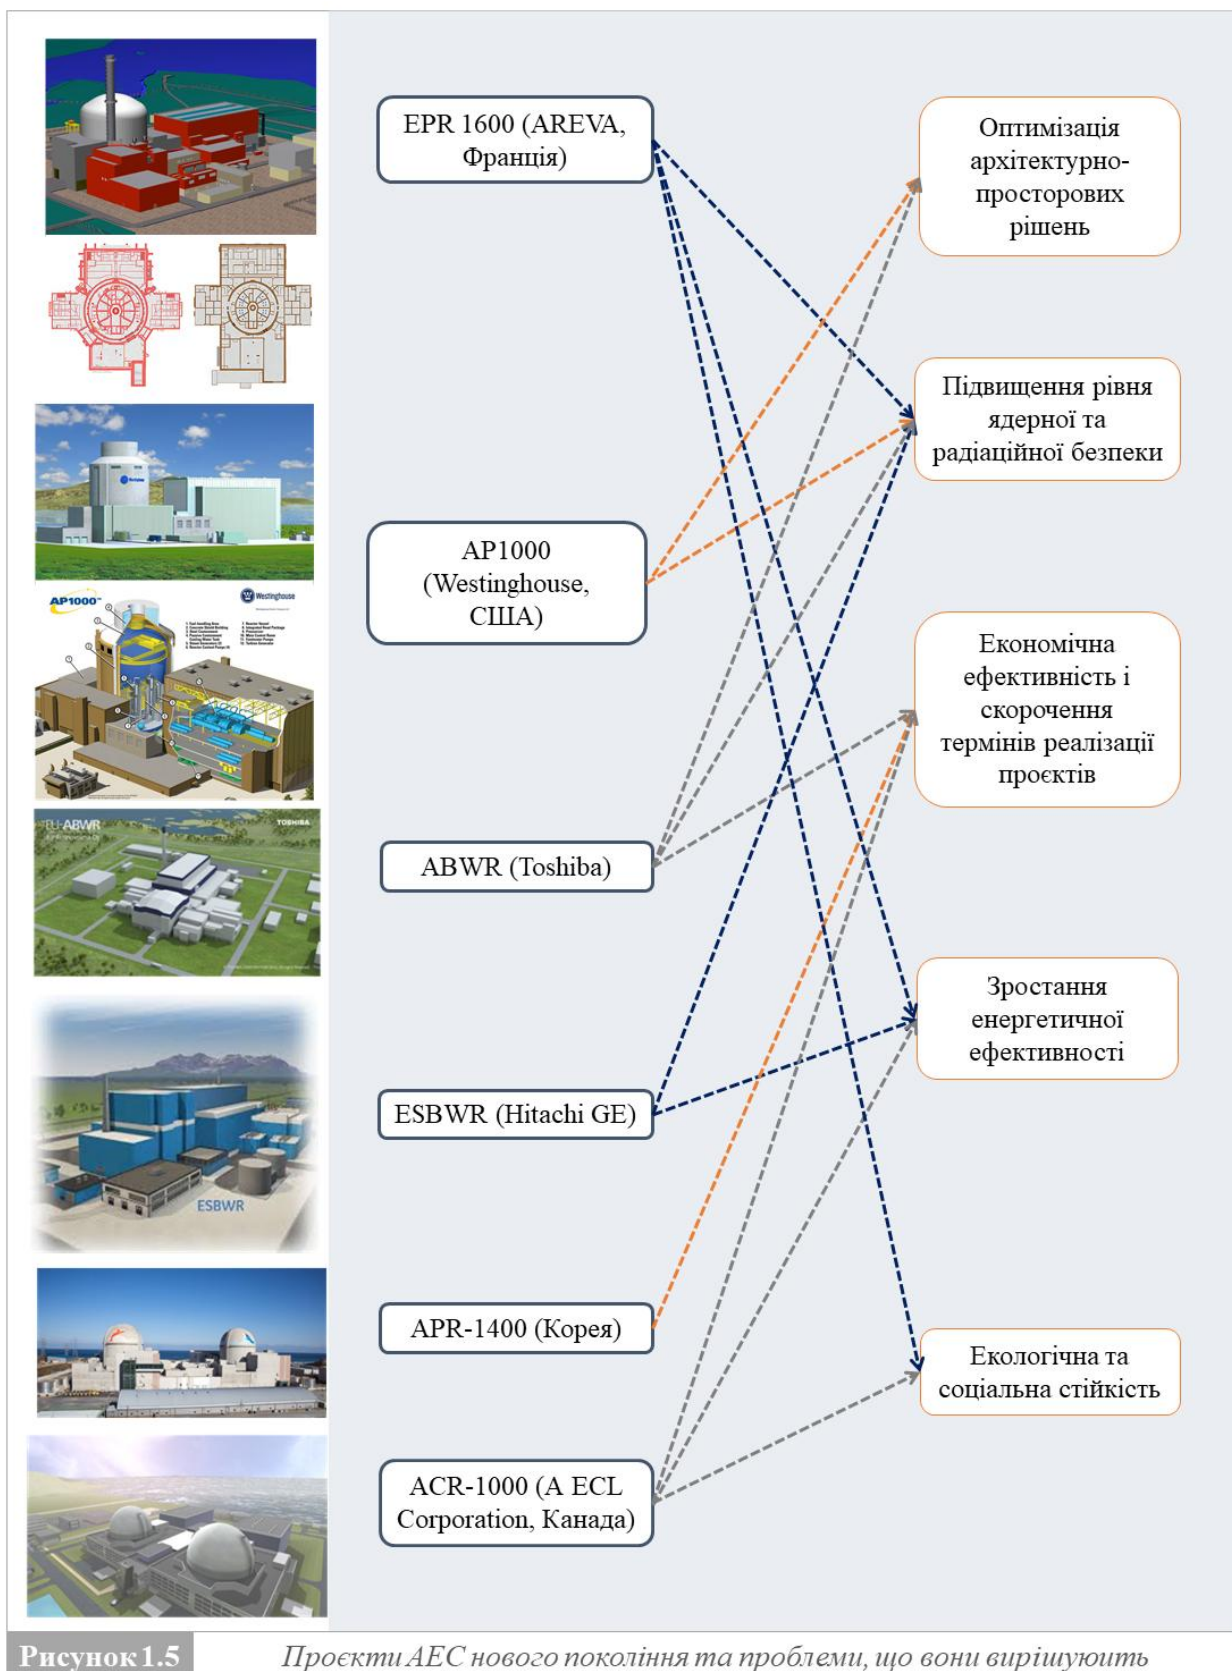 EPR 1600 (AREVA,
Франція)
Оптимізація
архітектурно-
просторових
рішень
Підвищення рівня
ядерної та
радіаційної безпеки
AP1000
(Westinghouse,
США)
AP1000
Westinghouse
Економічна
ефективність і
скорочення
термінів реалізації
проєктів
EU-ABWR
TOSHIBA
ABWR (Toshiba)
Зростання
енергетичної
ефективності
ESBWR (Hitachi GE)
ESBWR
APR-1400 (Корея)
Екологічна та
соціальна стійкість
ACR-1000 (A ECL
Corporation, Канада)
Рисунок 1.5
Проєкти АЕС нового покоління та проблеми, що вони вирішуюить